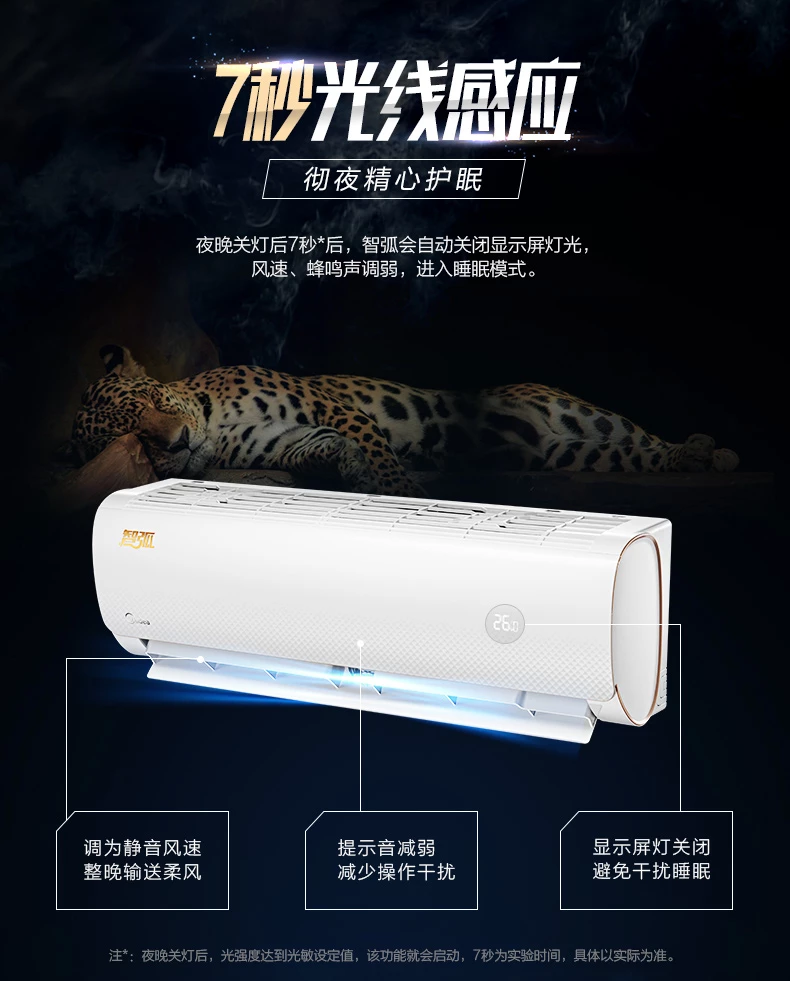 7秒光线感应
彻夜精心护眠
夜晚关灯后7秒*后，智弧会自动关闭显示屏灯光，
风速、蜂鸣声调弱，进入睡眠模式。
智弧
Midea
26.0
调为静音风速
整晚输送柔风
提示音减弱
减少操作干扰
显示屏灯关闭
避免干扰睡眠
注*：夜晚关灯后，光强度达到光敏设定值，该功能就会启动，7秒为实验时间，具体以实际为准。